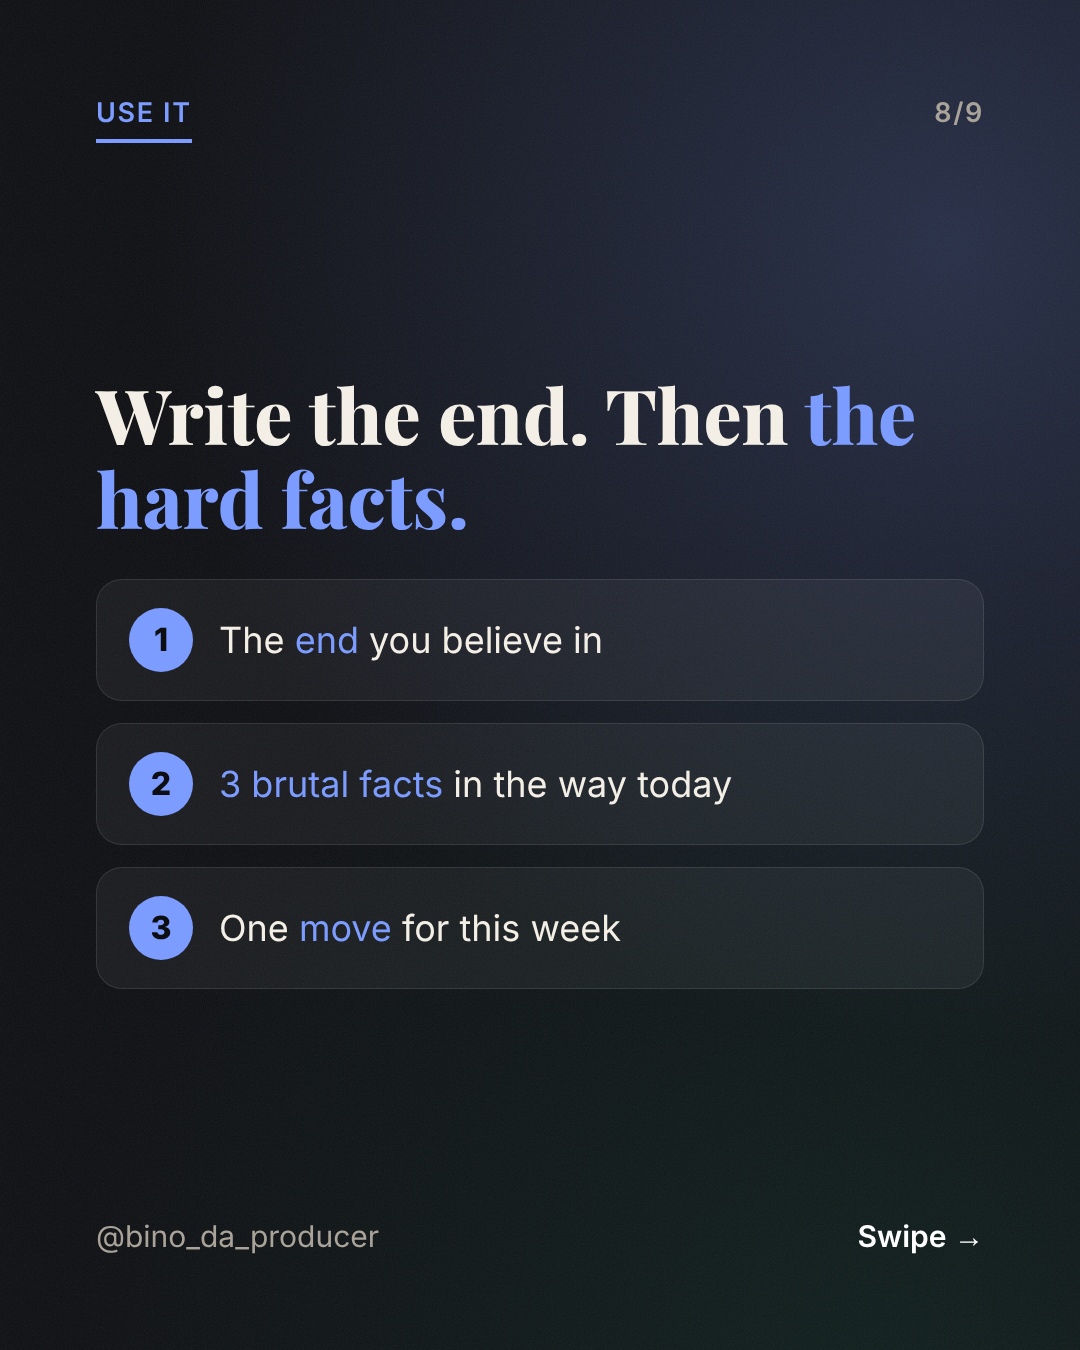 USE IT
8/9
Write the end. Then the
hard facts.
1 The end you believe in
2 3 brutal facts in the way today
3 One move for this week
@bino_da_producer
Swipe →